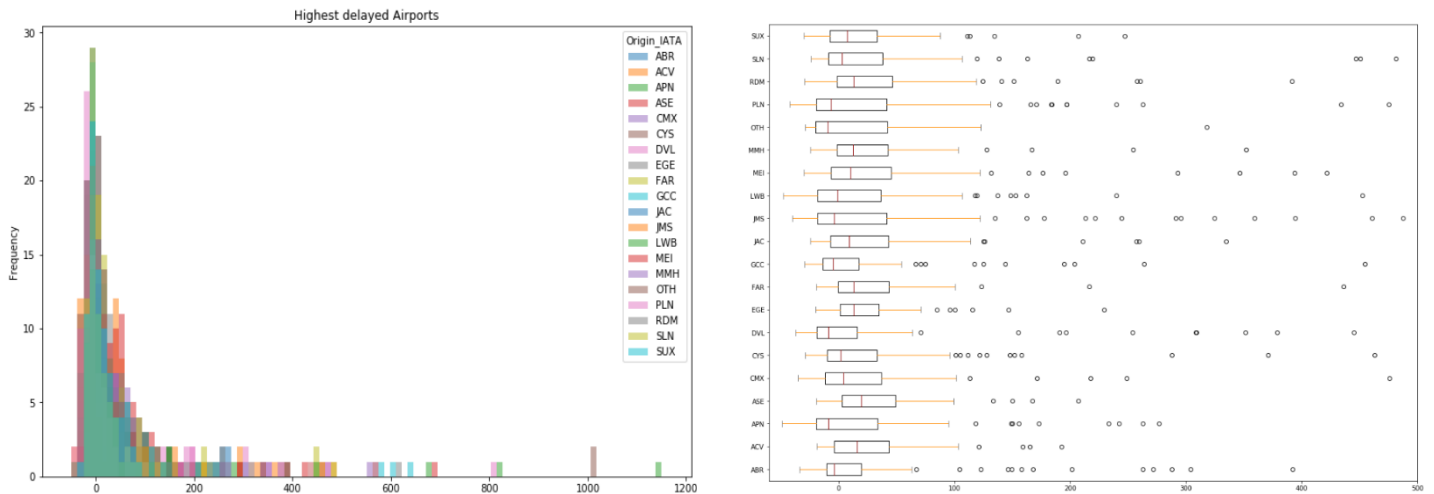 Highest delayed Airports
30
25
20
15
10
5
0
Frequency
0
200
400
600
800
1000
1200
Origin_IATA
ABR
ACV
APN
ASE
CMX
CYS
DVL
EGE
FAR
GCC
JAC
JMS
LWB
MEI
MMH
OTH
PLN
RDM
SLN
SUX
SUX
SLN
RDM
PLN
OTH
MMH
MEI
LWB
JMS
JAC
GCC
FAR
EGE
DVL
CYS
CMX
ASE
APN
ACV
ABR
0
100
200
300
400
500